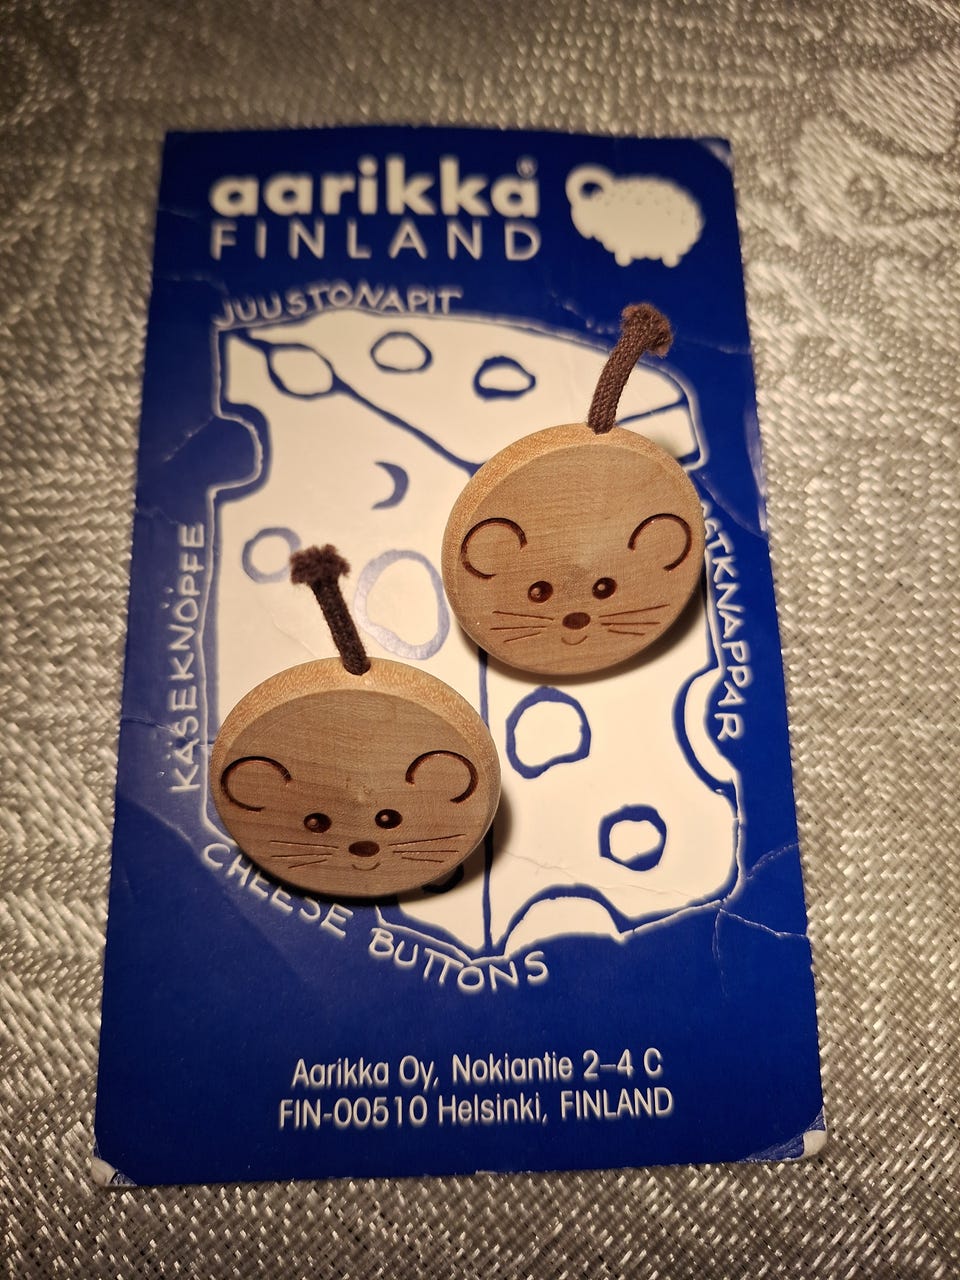 aarikka®
FINLAND
JUUSTONAPIT
KÄSEKNÖPFE
CHEESE BUTTONS
Aarikka Oy, Nokiantie 2–4 C
FIN-00510 Helsinki, FINLAND